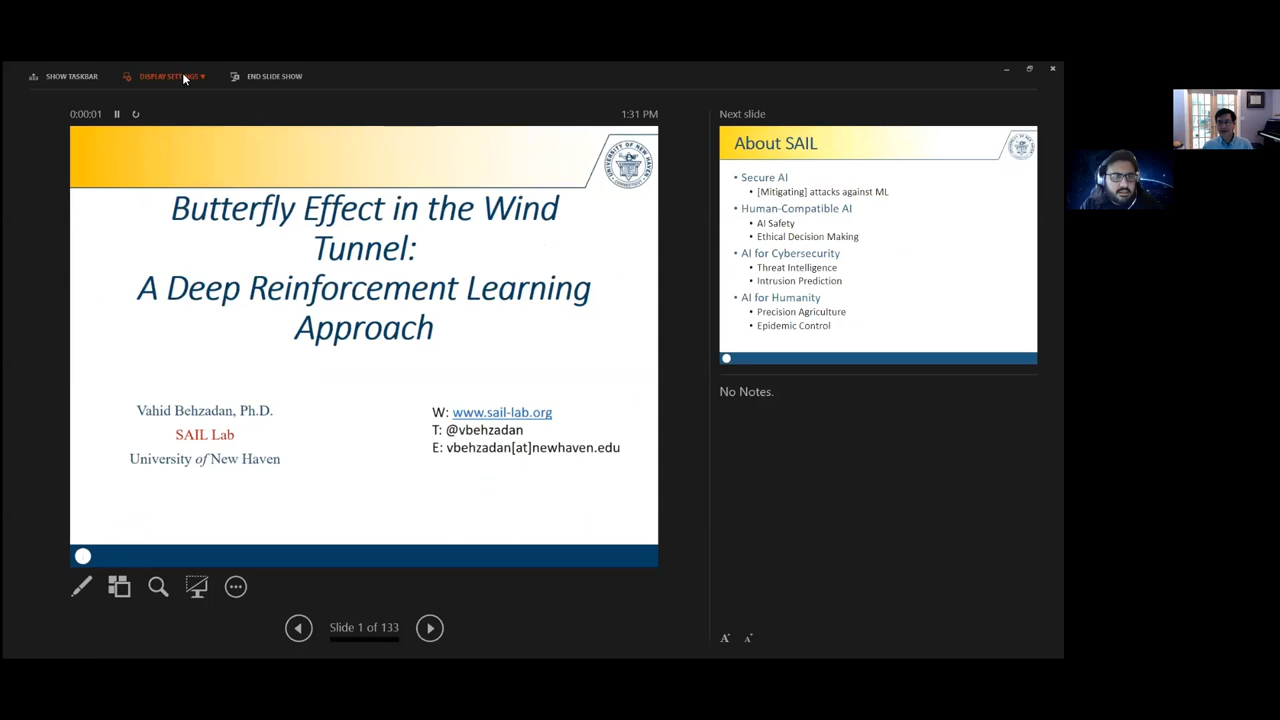 SHOW TASKBAR
DISPLAY SETTINGS ▼
END SLIDE SHOW
0:00:01
1:31 PM
UNIVERSITY OF NEW HAVEN
Butterfly Effect in the Wind
Tunnel:
A Deep Reinforcement Learning
Approach
Vahid Behzadan, Ph.D.
SAIL Lab
University of New Haven
W: www.sail-lab.org
T: @vbehzadan
E: vbehzadan[at]newhaven.edu
Slide 1 of 133
Next slide
About SAIL
• Secure AI
• [Mitigating] attacks against ML
• Human-Compatible AI
• AI Safety
• Ethical Decision Making
• AI for Cybersecurity
• Threat Intelligence
• Intrusion Prediction
• AI for Humanity
• Precision Agriculture
• Epidemic Control
No Notes.
A A